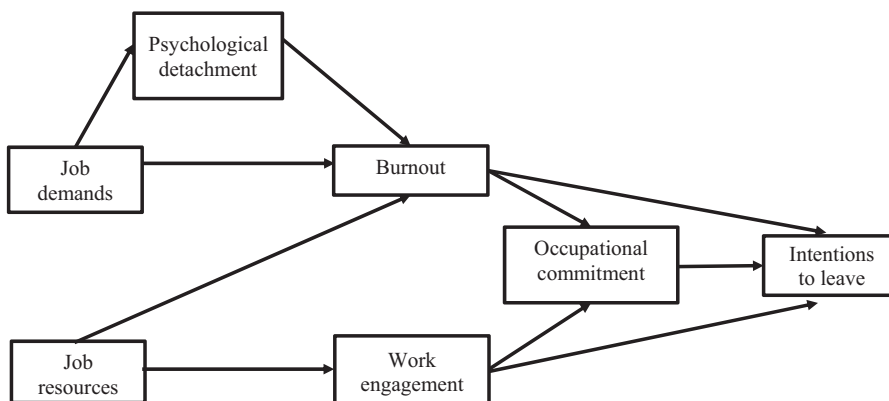 Psychological
detachment
Job
demands
Burnout
Occupational
commitment
Intentions
to leave
Job
resources
Work
engagement